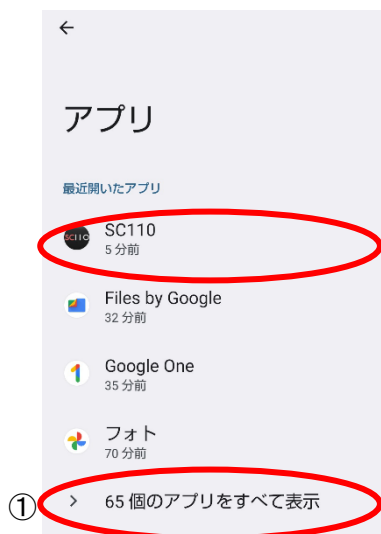 ←
アプリ
最近開いたアプリ
SC110
SC110
5 分前
Files by Google
32 分前
Google One
35 分前
フォト
70 分前
① > 65 個のアプリをすべて表示